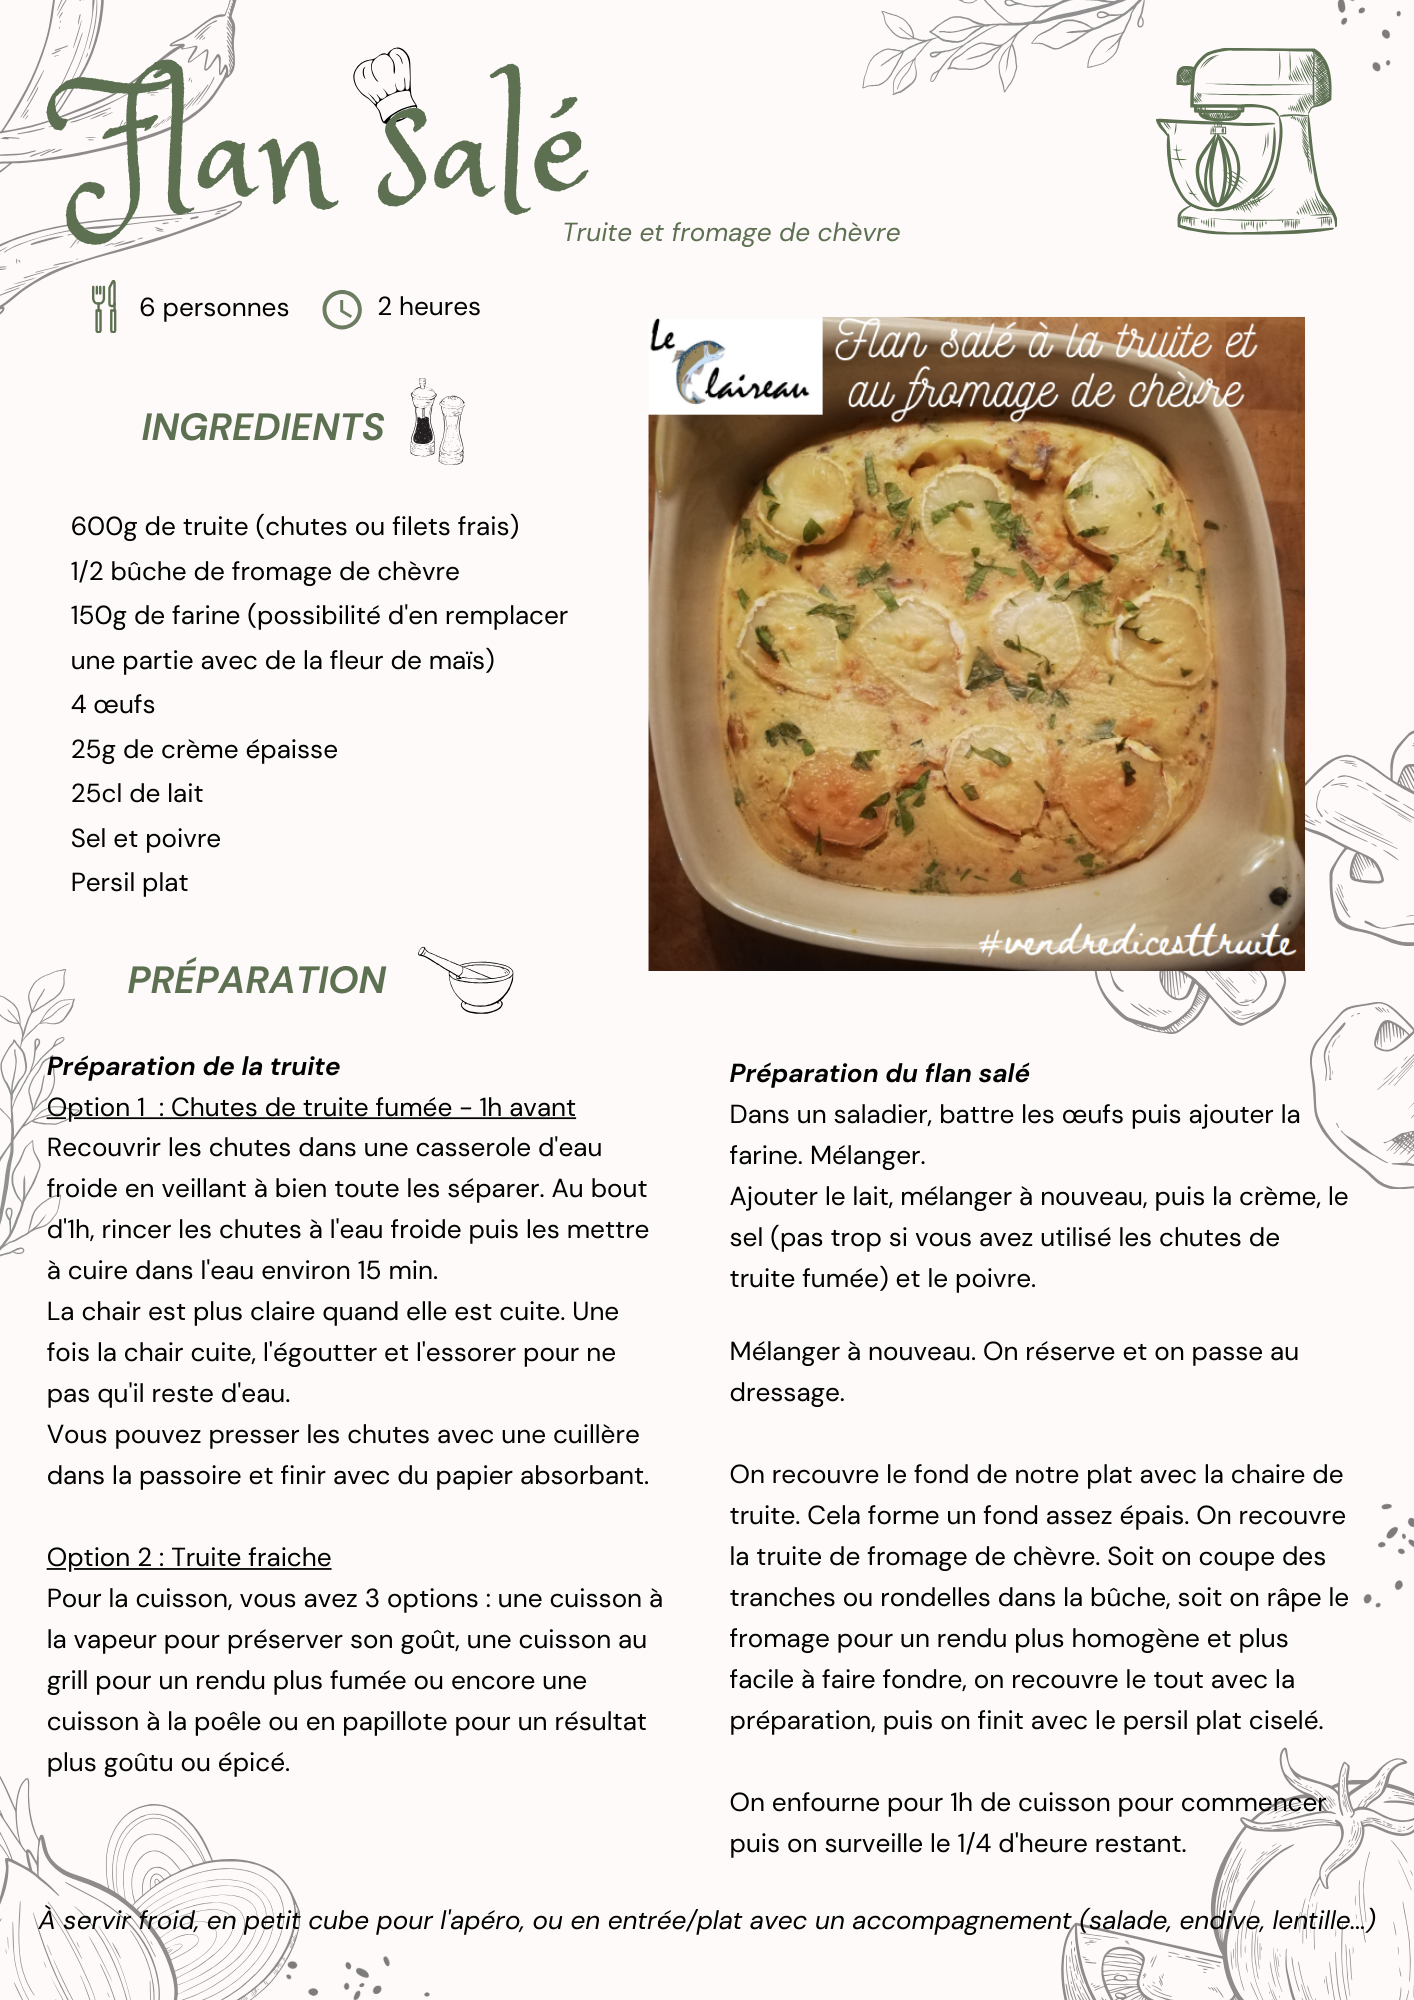 Flan salé
Truite et fromage de chèvre
6 personnes
2 heures
INGREDIENTS
600g de truite (chutes ou filets frais)
1/2 bûche de fromage de chèvre
150g de farine (possibilité d'en remplacer
une partie avec de la fleur de maïs)
4 œufs
25g de crème épaisse
25cl de lait
Sel et poivre
Persil plat
Le
Claireau
Flan salé à la truite et
au fromage de chèvre
#vendredicesttruite
PRÉPARATION
Préparation de la truite
Option 1  : Chutes de truite fumée - 1h avant
Recouvrir les chutes dans une casserole d'eau
froide en veillant à bien toute les séparer. Au bout
d'1h, rincer les chutes à l'eau froide puis les mettre
à cuire dans l'eau environ 15 min.
La chair est plus claire quand elle est cuite. Une
fois la chair cuite, l'égoutter et l'essorer pour ne
pas qu'il reste d'eau.
Vous pouvez presser les chutes avec une cuillère
dans la passoire et finir avec du papier absorbant.
Option 2 : Truite fraiche
Pour la cuisson, vous avez 3 options : une cuisson à
la vapeur pour préserver son goût, une cuisson au
grill pour un rendu plus fumée ou encore une
cuisson à la poêle ou en papillote pour un résultat
plus goûtu ou épicé.
Préparation du flan salé
Dans un saladier, battre les œufs puis ajouter la
farine. Mélanger.
Ajouter le lait, mélanger à nouveau, puis la crème, le
sel (pas trop si vous avez utilisé les chutes de
truite fumée) et le poivre.
Mélanger à nouveau. On réserve et on passe au
dressage.
On recouvre le fond de notre plat avec la chaire de
truite. Cela forme un fond assez épais. On recouvre
la truite de fromage de chèvre. Soit on coupe des
tranches ou rondelles dans la bûche, soit on râpe le
fromage pour un rendu plus homogène et plus
facile à faire fondre, on recouvre le tout avec la
préparation, puis on finit avec le persil plat ciselé.
On enfourne pour 1h de cuisson pour commencer
puis on surveille le 1/4 d'heure restant.
À servir froid, en petit cube pour l'apéro, ou en entrée/plat avec un accompagnement (salade, endive, lentille...)